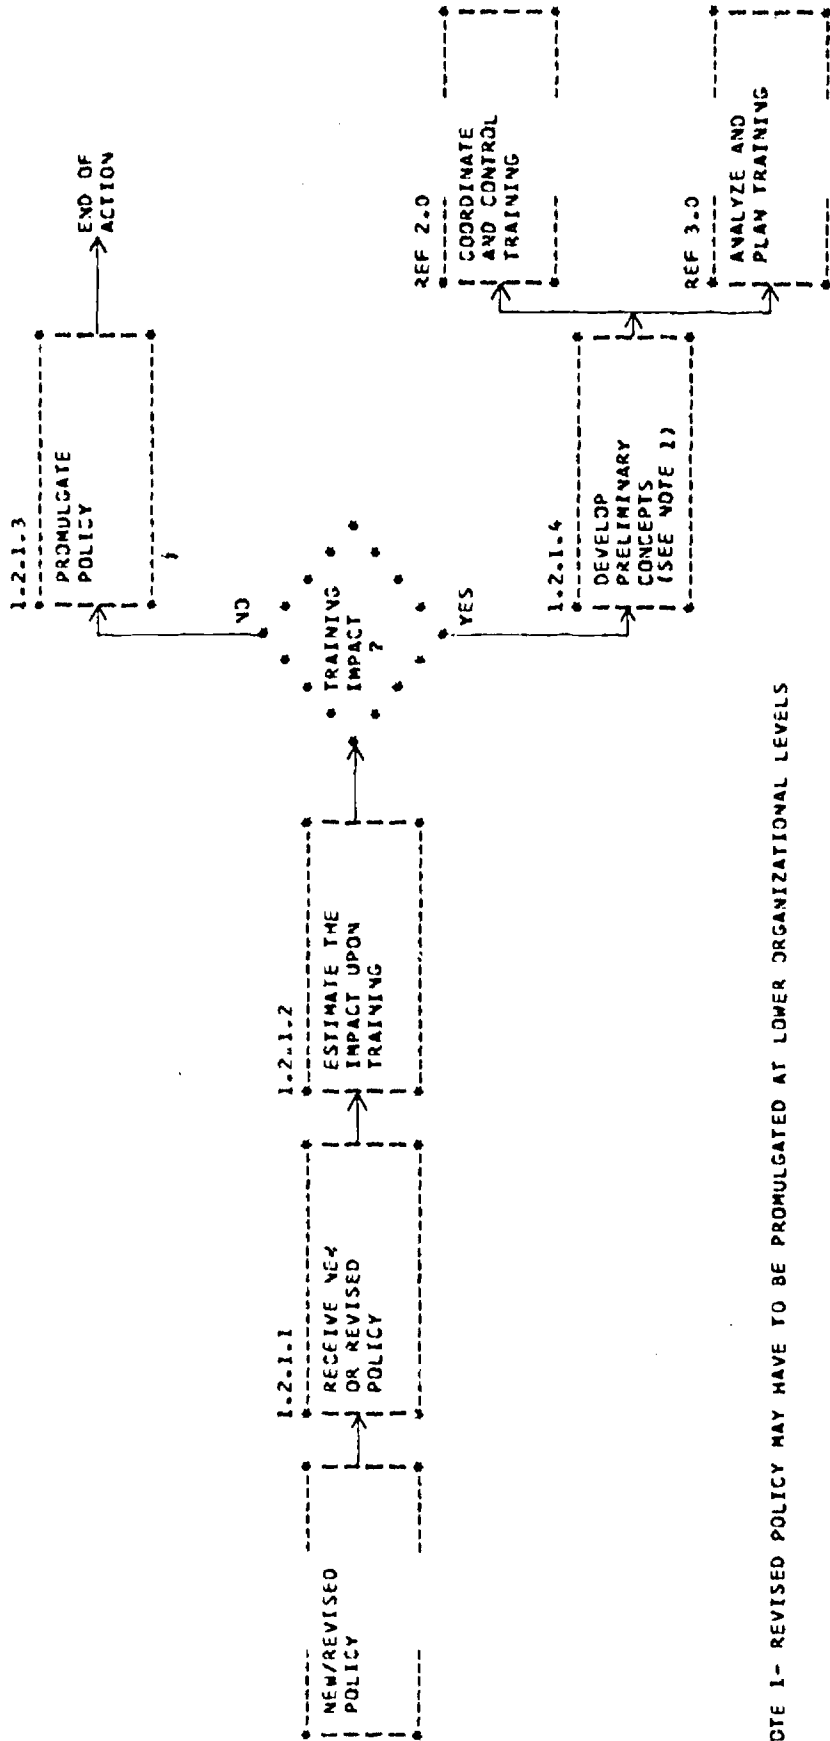 NEW/REVISED
POLICY
1.2.1.1
RECEIVE NEW
OR REVISED
POLICY
1.2.1.2
ESTIMATE THE
IMPACT UPON
TRAINING
TRAINING
IMPACT
?
NO
YES
1.2.1.3
PROMULGATE
POLICY
END OF
ACTION
1.2.1.4
DEVELOP
PRELIMINARY
CONCEPTS
(SEE NOTE 1)
REF 2.0
COORDINATE
AND CONTROL
TRAINING
REF 3.0
ANALYZE AND
PLAN TRAINING
OTE 1- REVISED POLICY MAY HAVE TO BE PROMULGATED AT LOWER ORGANIZATIONAL LEVELS